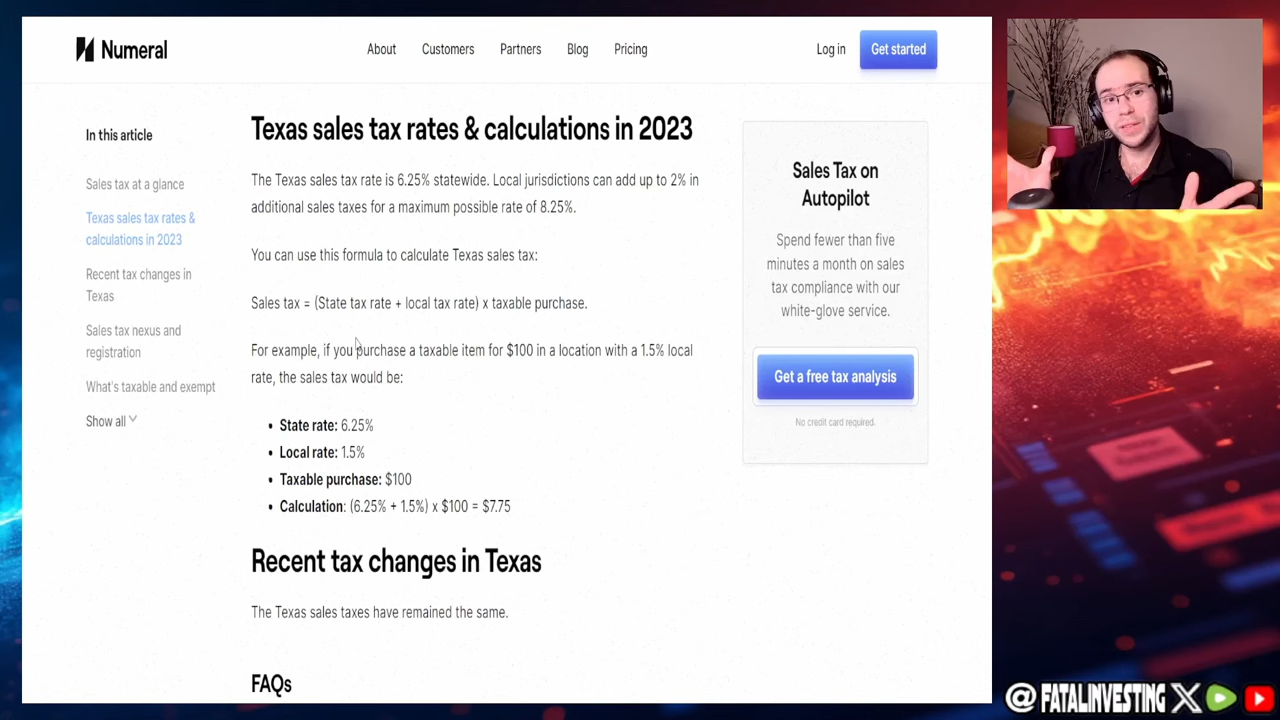 Numeral
About Customers Partners Blog Pricing
Log in Get started
In this article
Sales tax at a glance
Texas sales tax rates &
calculations in 2023
Recent tax changes in
Texas
Sales tax nexus and
registration
What's taxable and exempt
Show all
Texas sales tax rates & calculations in 2023
The Texas sales tax rate is 6.25% statewide. Local jurisdictions can add up to 2% in
additional sales taxes for a maximum possible rate of 8.25%.
You can use this formula to calculate Texas sales tax:
Sales tax = (State tax rate + local tax rate) x taxable purchase.
For example, if you purchase a taxable item for $100 in a location with a 1.5% local
rate, the sales tax would be:
• State rate: 6.25%
• Local rate: 1.5%
• Taxable purchase: $100
• Calculation: (6.25% + 1.5%) x $100 = $7.75
Recent tax changes in Texas
The Texas sales taxes have remained the same.
FAQs
Sales Tax on
Autopilot
Spend fewer than five
minutes a month on sales
tax compliance with our
white-glove service.
Get a free tax analysis
No credit card required.
@FATALINVESTING X